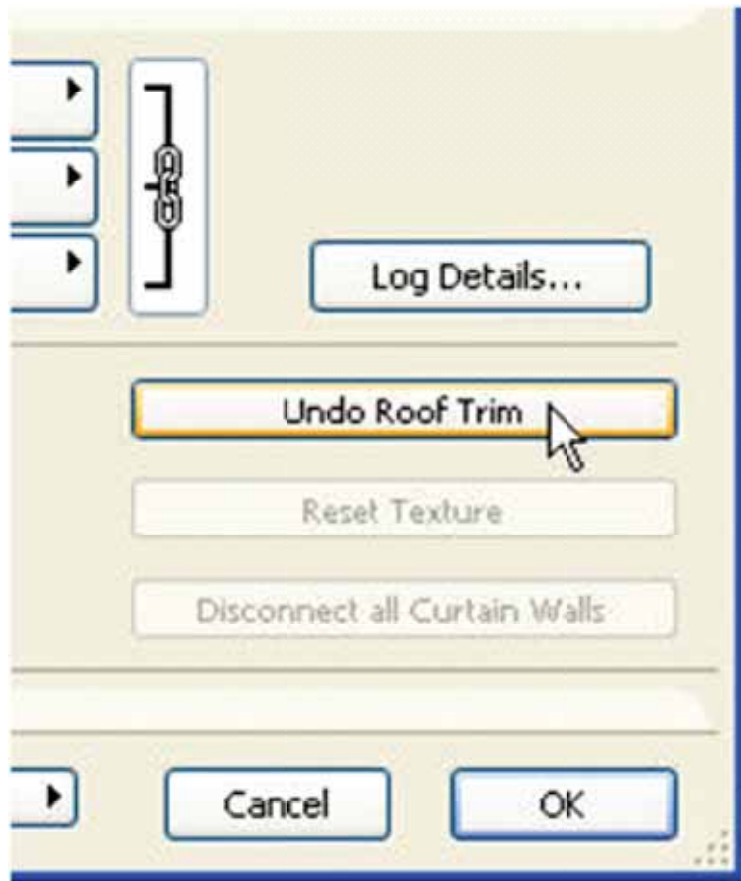 Log Details...
Undo Roof Trim
Reset Texture
Disconnect all Curtain Walls
Cancel
OK